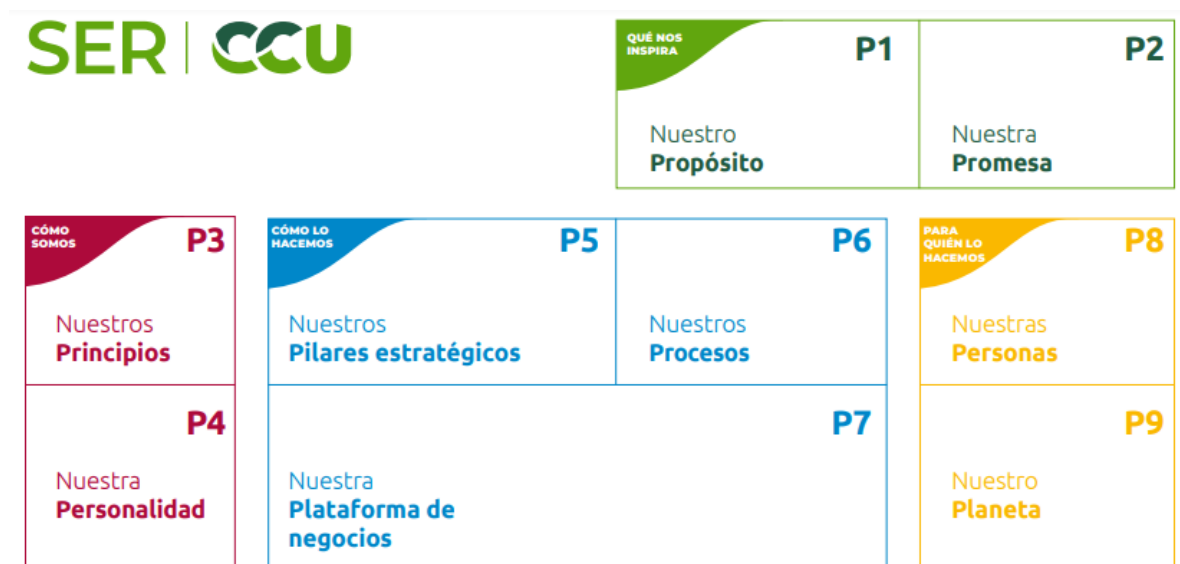 SER | CCU
QUÉ NOS
INSPIRA
P1
Nuestro
Propósito
P2
Nuestra
Promesa
CÓMO
SOMOS
P3
Nuestros
Principios
P4
Nuestra
Personalidad
CÓMO LO
HACEMOS
P5
Nuestros
Pilares estratégicos
P6
Nuestros
Procesos
P7
Nuestra
Plataforma de
negocios
PARA
QUIÉN LO
HACEMOS
P8
Nuestras
Personas
P9
Nuestro
Planeta